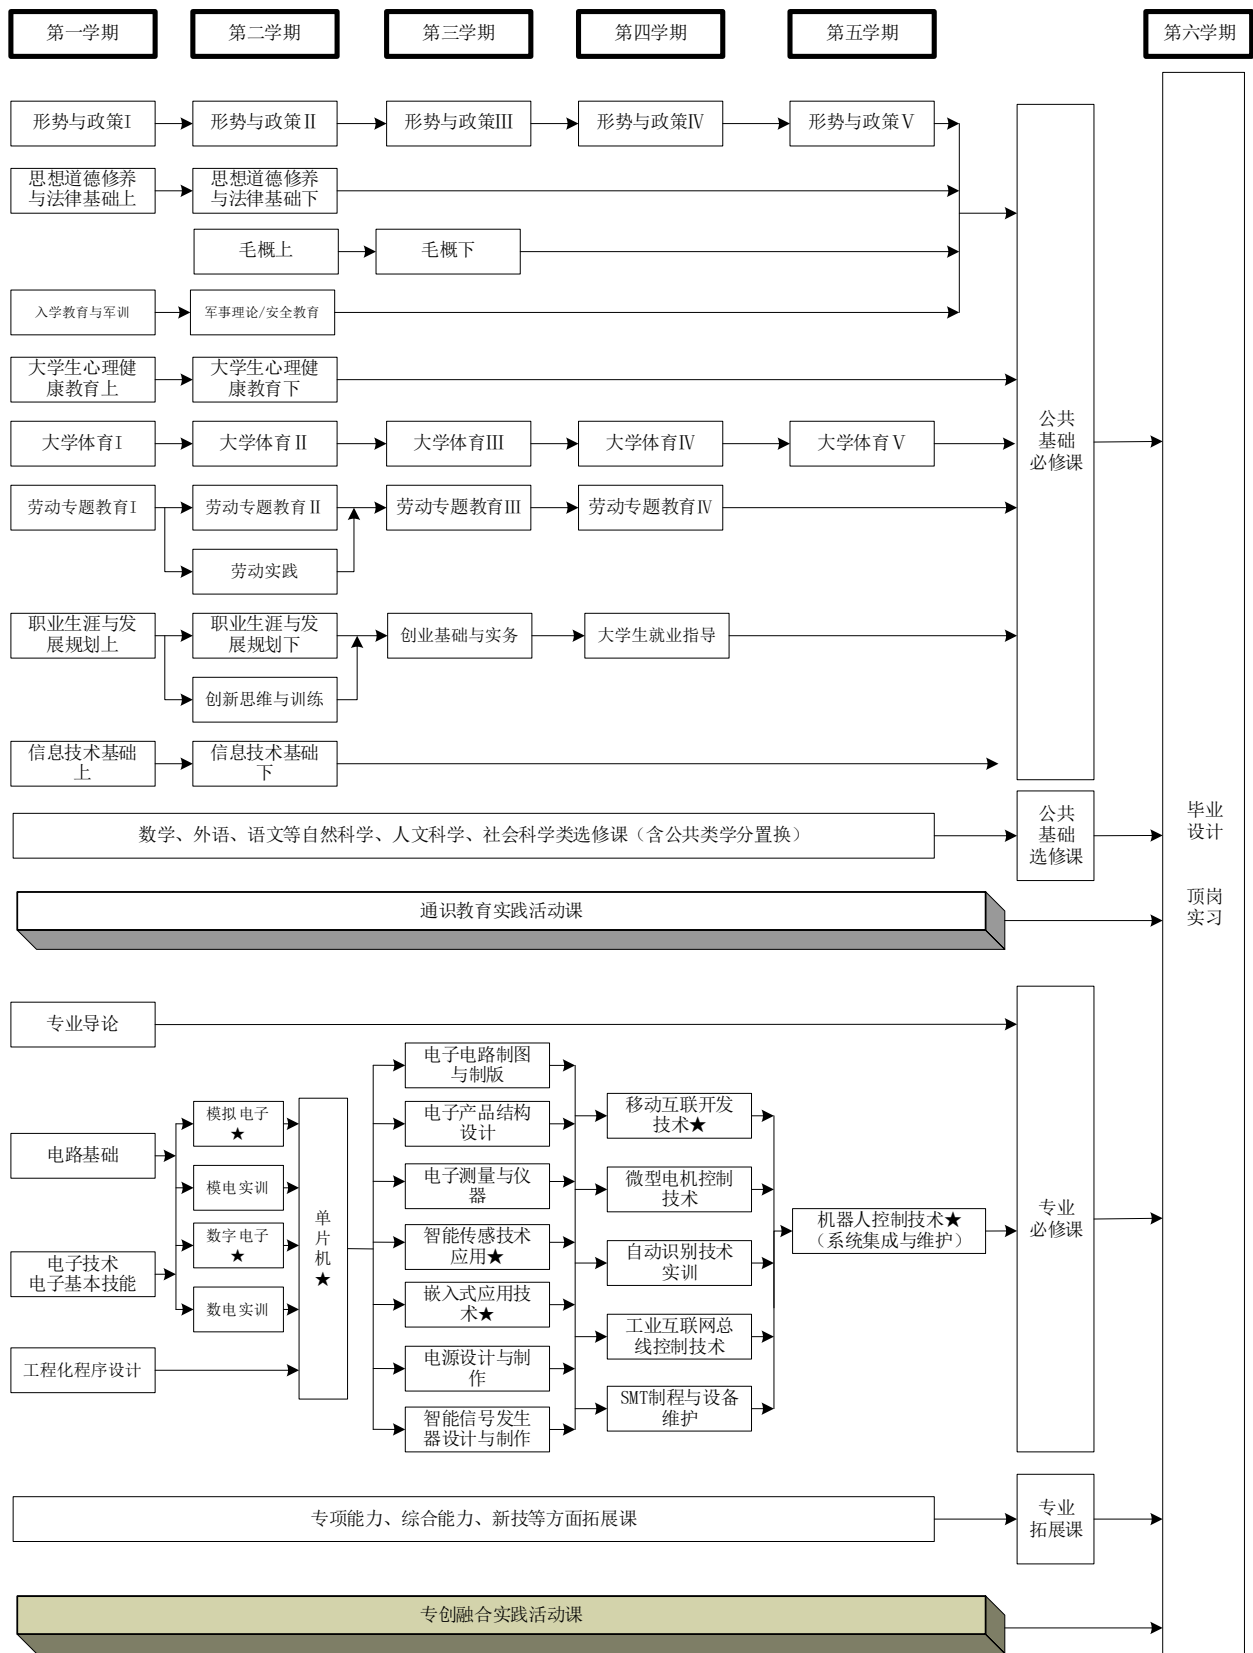 第一学期
第二学期
第三学期
第四学期
第五学期
第六学期
形势与政策I
形势与政策Ⅱ
形势与政策Ⅲ
形势与政策Ⅳ
形势与政策Ⅴ
思想道德修养
与法律基础上
思想道德修养
与法律基础下
毛概上
毛概下
入学教育与军训
军事理论/安全教育
大学生心理健
康教育上
大学生心理健
康教育下
大学体育I
大学体育Ⅱ
大学体育Ⅲ
大学体育Ⅳ
大学体育Ⅴ
公共
基础
必修课
劳动专题教育I
劳动专题教育Ⅱ
劳动专题教育Ⅲ
劳动专题教育Ⅳ
劳动实践
职业生涯与发
展规划上
职业生涯与发
展规划下
创业基础与实务
大学生就业指导
创新思维与训练
信息技术基础
上
信息技术基础
下
数学、外语、语文等自然科学、人文科学、社会科学类选修课（含公共类学分置换）
公共
基础
选修课
毕业
设计
顶岗
实习
通识教育实践活动课
专业导论
电路基础
电子技术
电子基本技能
工程化程序设计
模拟电子
★
模电实训
数字电子
★
数电实训
单
片
机
★
电子电路制图
与制版
电子产品结构
设计
电子测量与仪
器
智能传感技术
应用★
嵌入式应用技
术★
电源设计与制
作
智能信号发生
器设计与制作
移动互联开发
技术★
微型电机控制
技术
自动识别技术
实训
工业互联网总
线控制技术
SMT制程与设备
维护
机器人控制技术★
（系统集成与维护）
专业
必修课
专项能力、综合能力、新技等方面拓展课
专业
拓展课
专创融合实践活动课